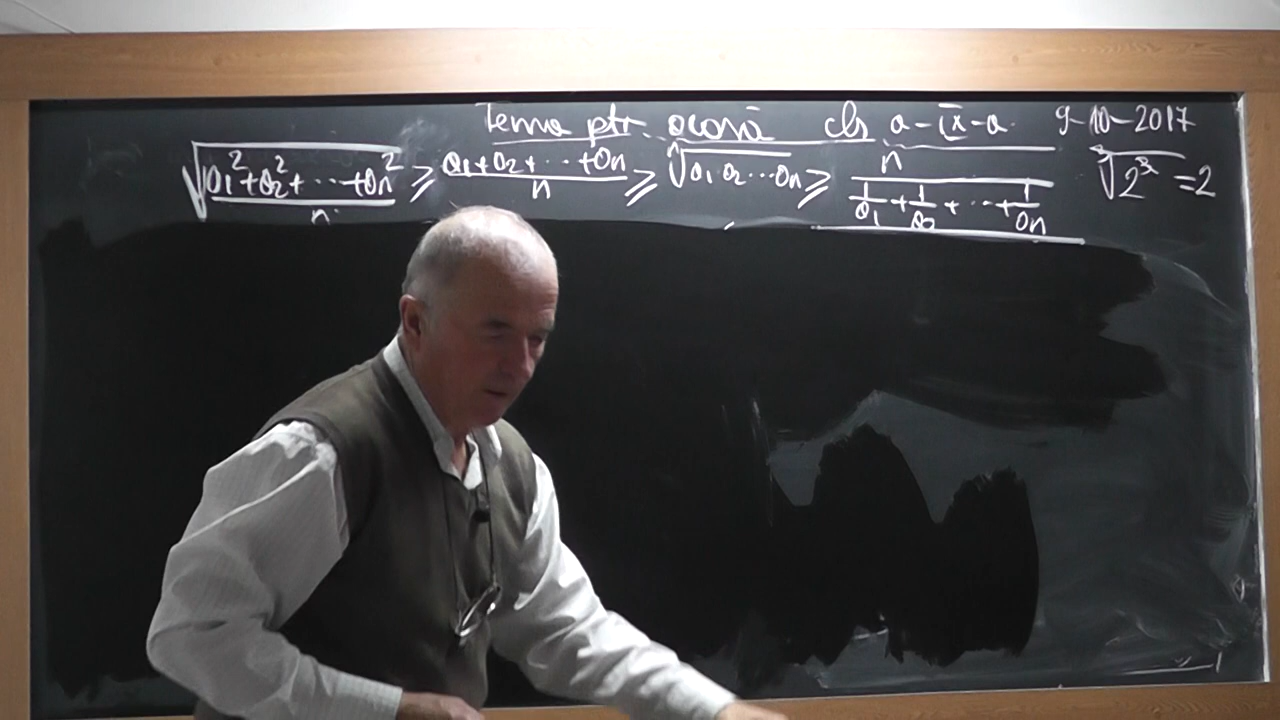 Tema ptr. acasă cls a-IX-a 9-10-2017
√((a₁²+a₂²+⋯+an²)/n) ≥ (a₁+a₂+⋯+an)/n ≥ ⁿ√(a₁a₂⋯an) ≥ n/(1/a₁+1/a₂+⋯+1/an) ³√(2³)=2